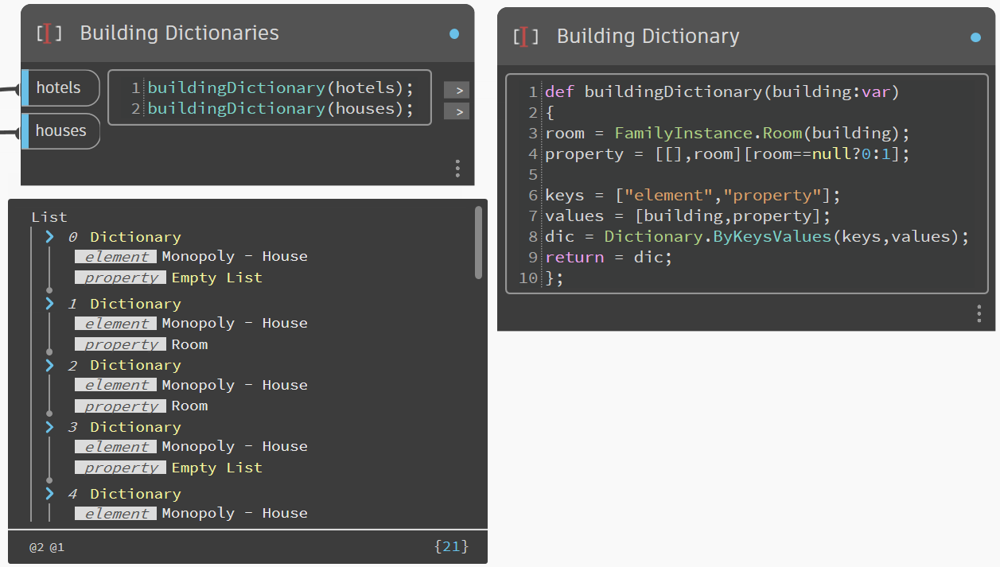 [I] Building Dictionaries
hotels
houses
1 buildingDictionary(hotels);
2 buildingDictionary(houses);
>
>
List
0 Dictionary
element Monopoly - House
property Empty List
1 Dictionary
element Monopoly - House
property Room
2 Dictionary
element Monopoly - House
property Room
3 Dictionary
element Monopoly - House
property Empty List
4 Dictionary
element Monopoly - House
@2 @1 {21}
[I] Building Dictionary
1 def buildingDictionary(building:var)
2 {
3 room = FamilyInstance.Room(building);
4 property = [[],room][room==null?0:1];
5
6 keys = ["element","property"];
7 values = [building,property];
8 dic = Dictionary.ByKeysValues(keys,values);
9 return = dic;
10 };